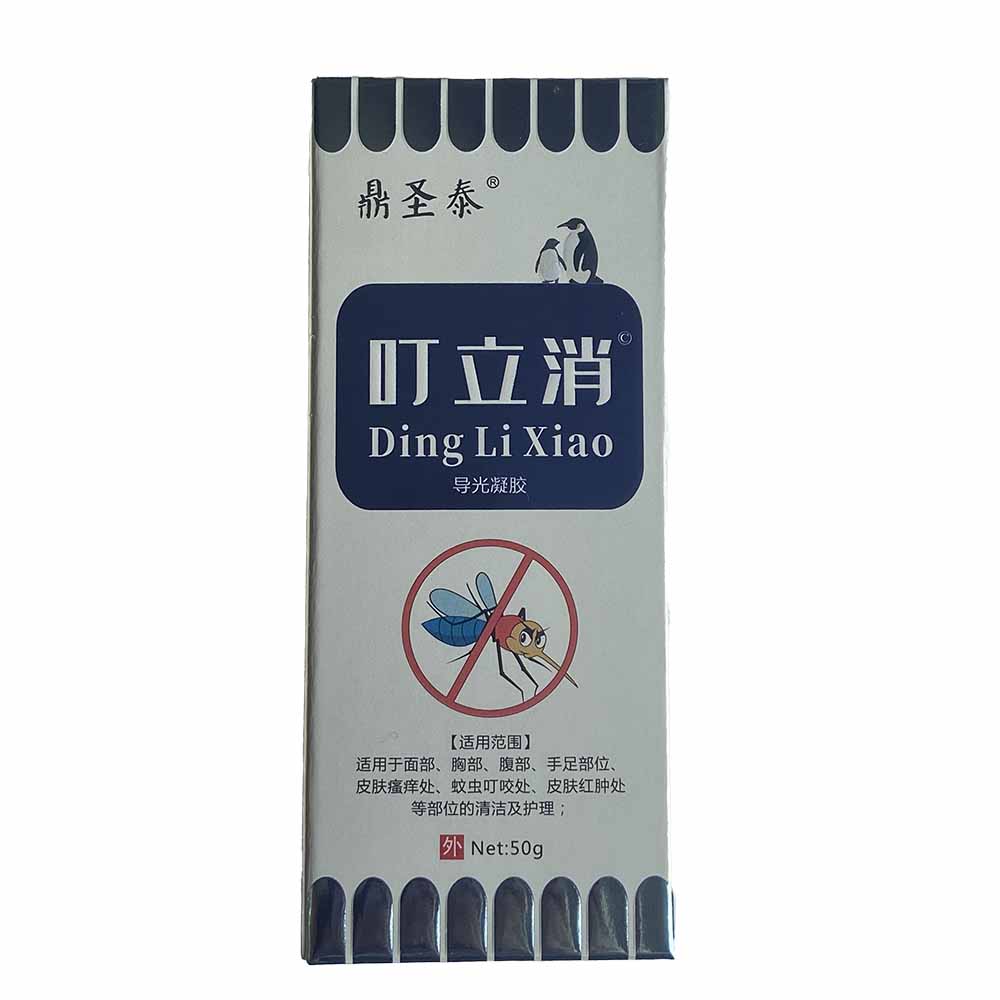 鼎圣泰®
叮立消©
Ding Li Xiao
导光凝胶
【适用范围】
适用于面部、胸部、腹部、手足部位、
皮肤瘙痒处、蚊虫叮咬处、皮肤红肿处
等部位的清洁及护理；
外 Net:50g